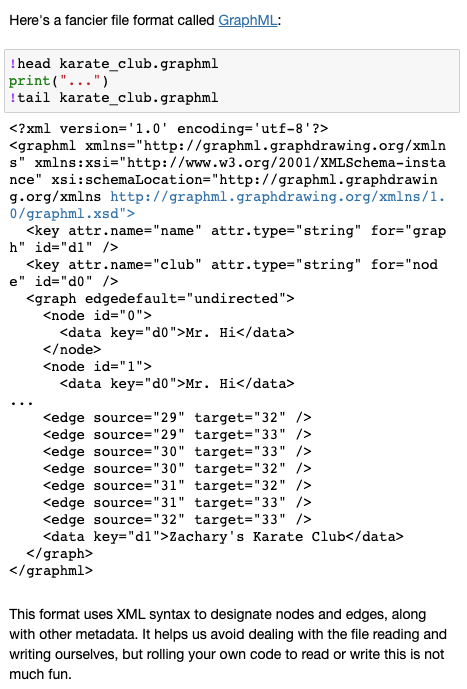 Here's a fancier file format called GraphML:
!head karate_club.graphml
print("...")
!tail karate_club.graphml
<?xml version='1.0' encoding='utf-8'?>
<graphml xmlns="http://graphml.graphdrawing.org/xmln
s" xmlns:xsi="http://www.w3.org/2001/XMLSchema-insta
nce" xsi:schemaLocation="http://graphml.graphdrawin
g.org/xmlns http://graphml.graphdrawing.org/xmlns/1.
0/graphml.xsd">
  <key attr.name="name" attr.type="string" for="grap
h" id="d1" />
  <key attr.name="club" attr.type="string" for="nod
e" id="d0" />
  <graph edgedefault="undirected">
    <node id="0">
      <data key="d0">Mr. Hi</data>
    </node>
    <node id="1">
      <data key="d0">Mr. Hi</data>
...
    <edge source="29" target="32" />
    <edge source="29" target="33" />
    <edge source="30" target="33" />
    <edge source="30" target="32" />
    <edge source="31" target="32" />
    <edge source="31" target="33" />
    <edge source="32" target="33" />
    <data key="d1">Zachary's Karate Club</data>
  </graph>
</graphml>
This format uses XML syntax to designate nodes and edges, along
with other metadata. It helps us avoid dealing with the file reading and
writing ourselves, but rolling your own code to read or write this is not
much fun.